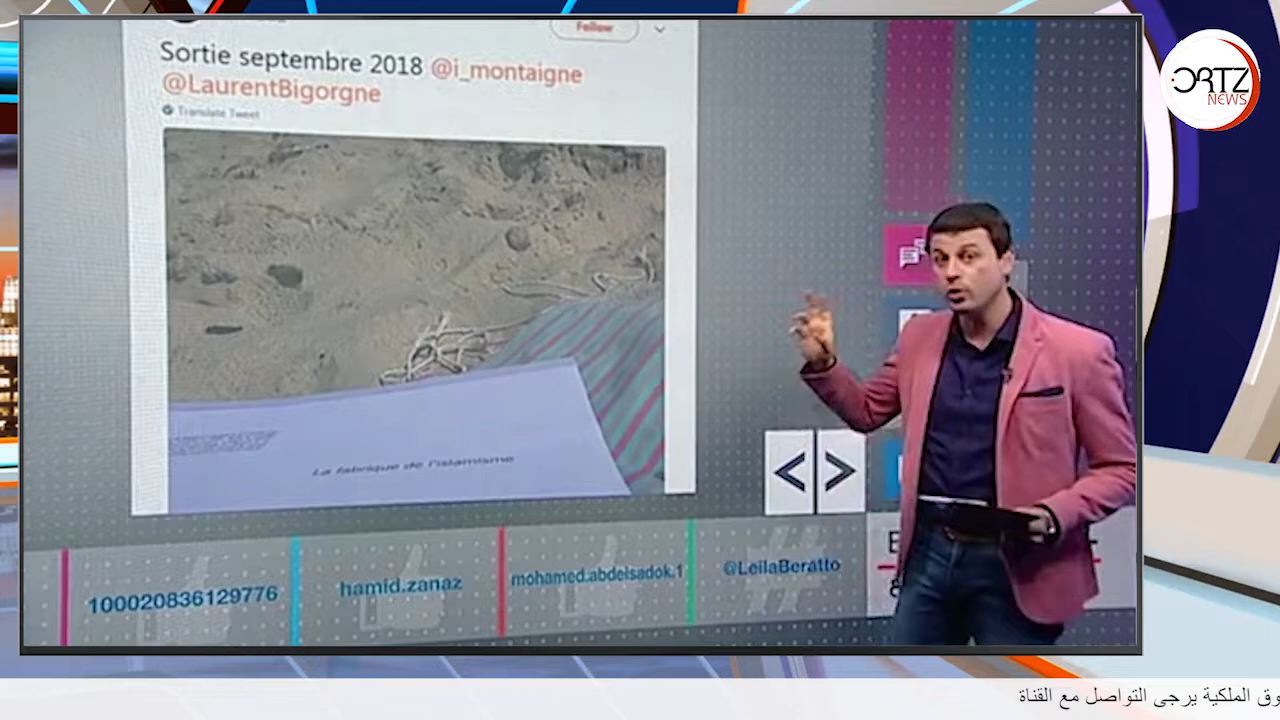 Follow
Sortie septembre 2018 @i_montaigne
@LaurentBigorgne
Translate Tweet
La fabrique de l'islamisme
100020836129776
hamid.zanaz
mohamed.abdelsadok.1
@LeilaBeratto
ORTZ
NEWS
الملكية يرجى التواصل مع القناة